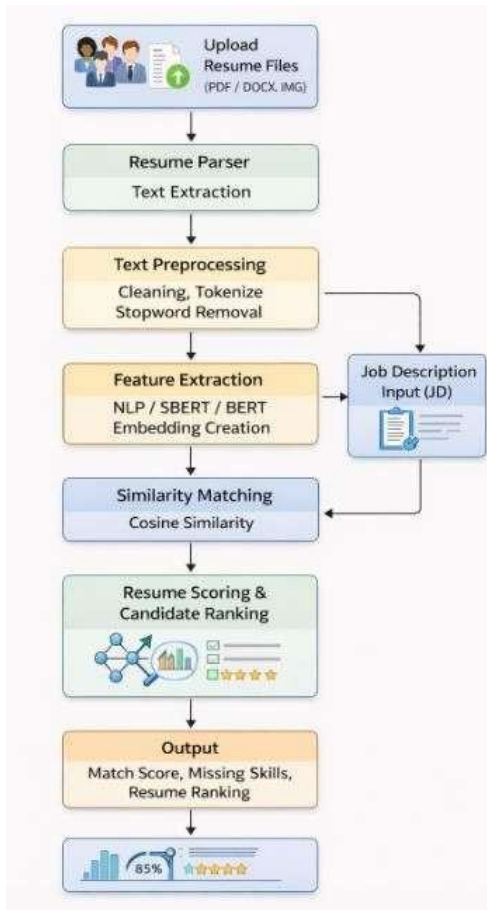 Upload
Resume Files
(PDF / DOCX. IMG)
Resume Parser
Text Extraction
Text Preprocessing
Cleaning, Tokenize
Stopword Removal
Feature Extraction
NLP / SBERT / BERT
Embedding Creation
Job Description
Input (JD)
Similarity Matching
Cosine Similarity
Resume Scoring &
Candidate Ranking
Output
Match Score, Missing Skills,
Resume Ranking
85%